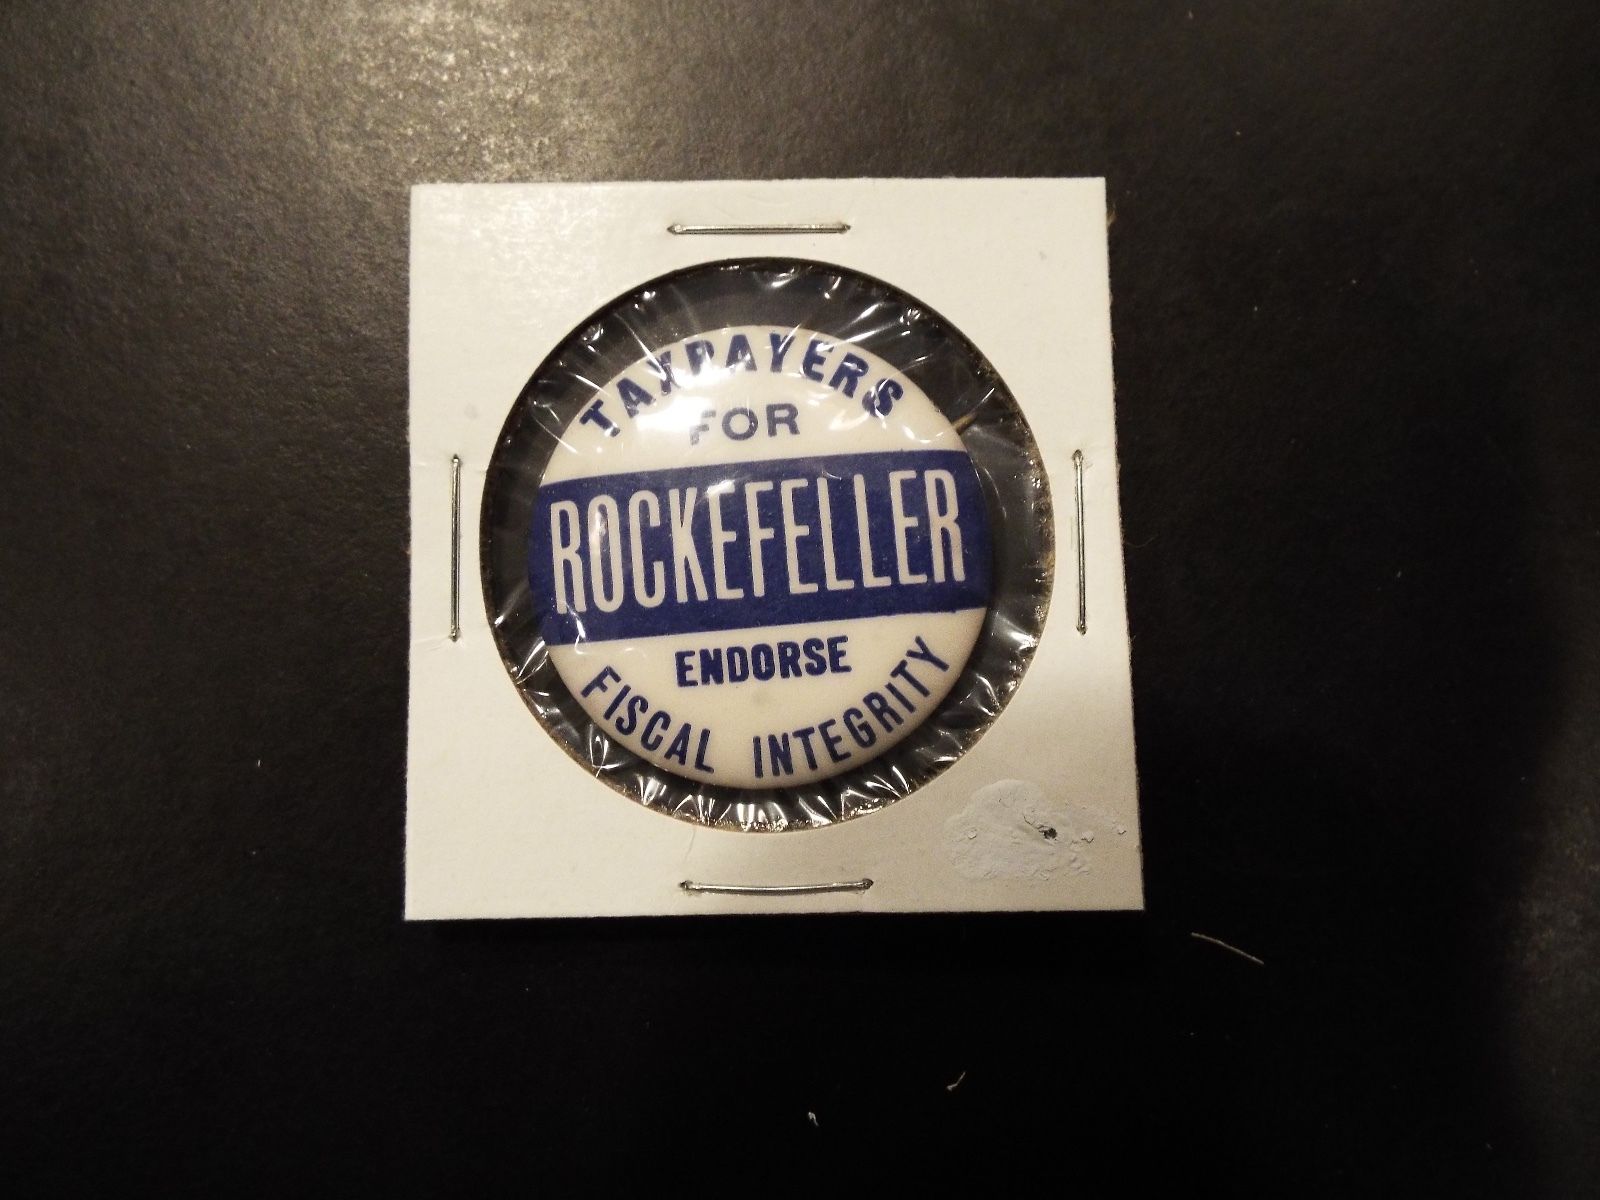 TAXPAYERS
FOR
ROCKEFELLER
ENDORSE
FISCAL INTEGRITY